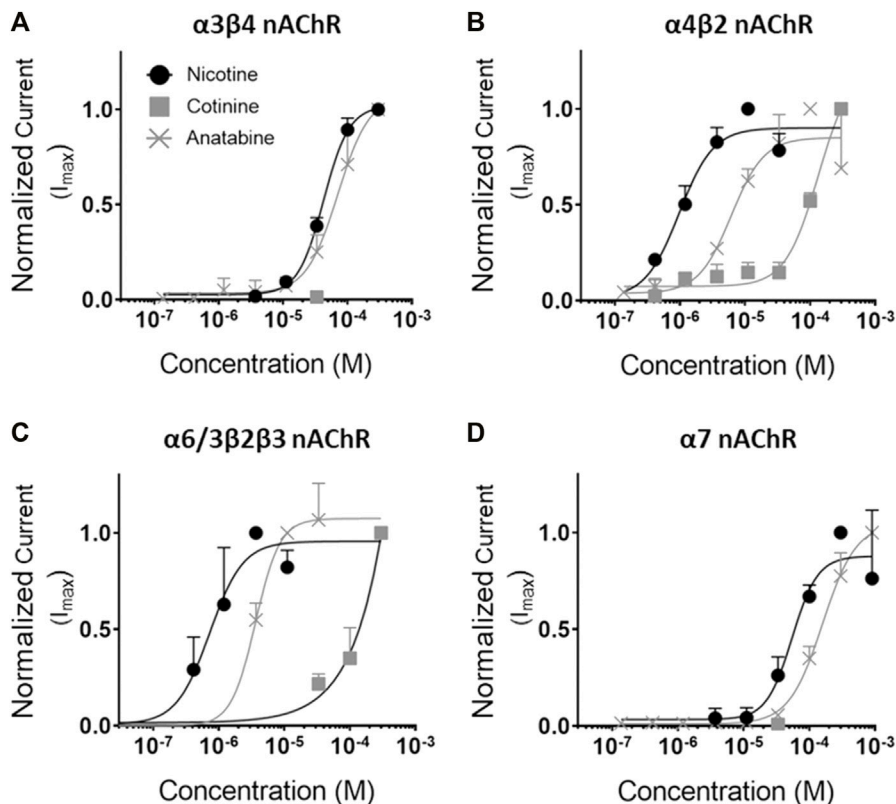 A
α3β4 nAChR
Nicotine
Cotinine
Anatabine
Normalized Current
(Imax)
1.0
0.5
0.0
10-7 10-6 10-5 10-4 10-3
Concentration (M)
B
α4β2 nAChR
Normalized Current
(Imax)
1.0
0.5
0.0
10-7 10-6 10-5 10-4 10-3
Concentration (M)
C
α6/3β2β3 nAChR
Normalized Current
(Imax)
1.0
0.5
0.0
10-7 10-6 10-5 10-4 10-3
Concentration (M)
D
α7 nAChR
Normalized Current
(Imax)
1.0
0.5
0.0
10-7 10-6 10-5 10-4 10-3
Concentration (M)